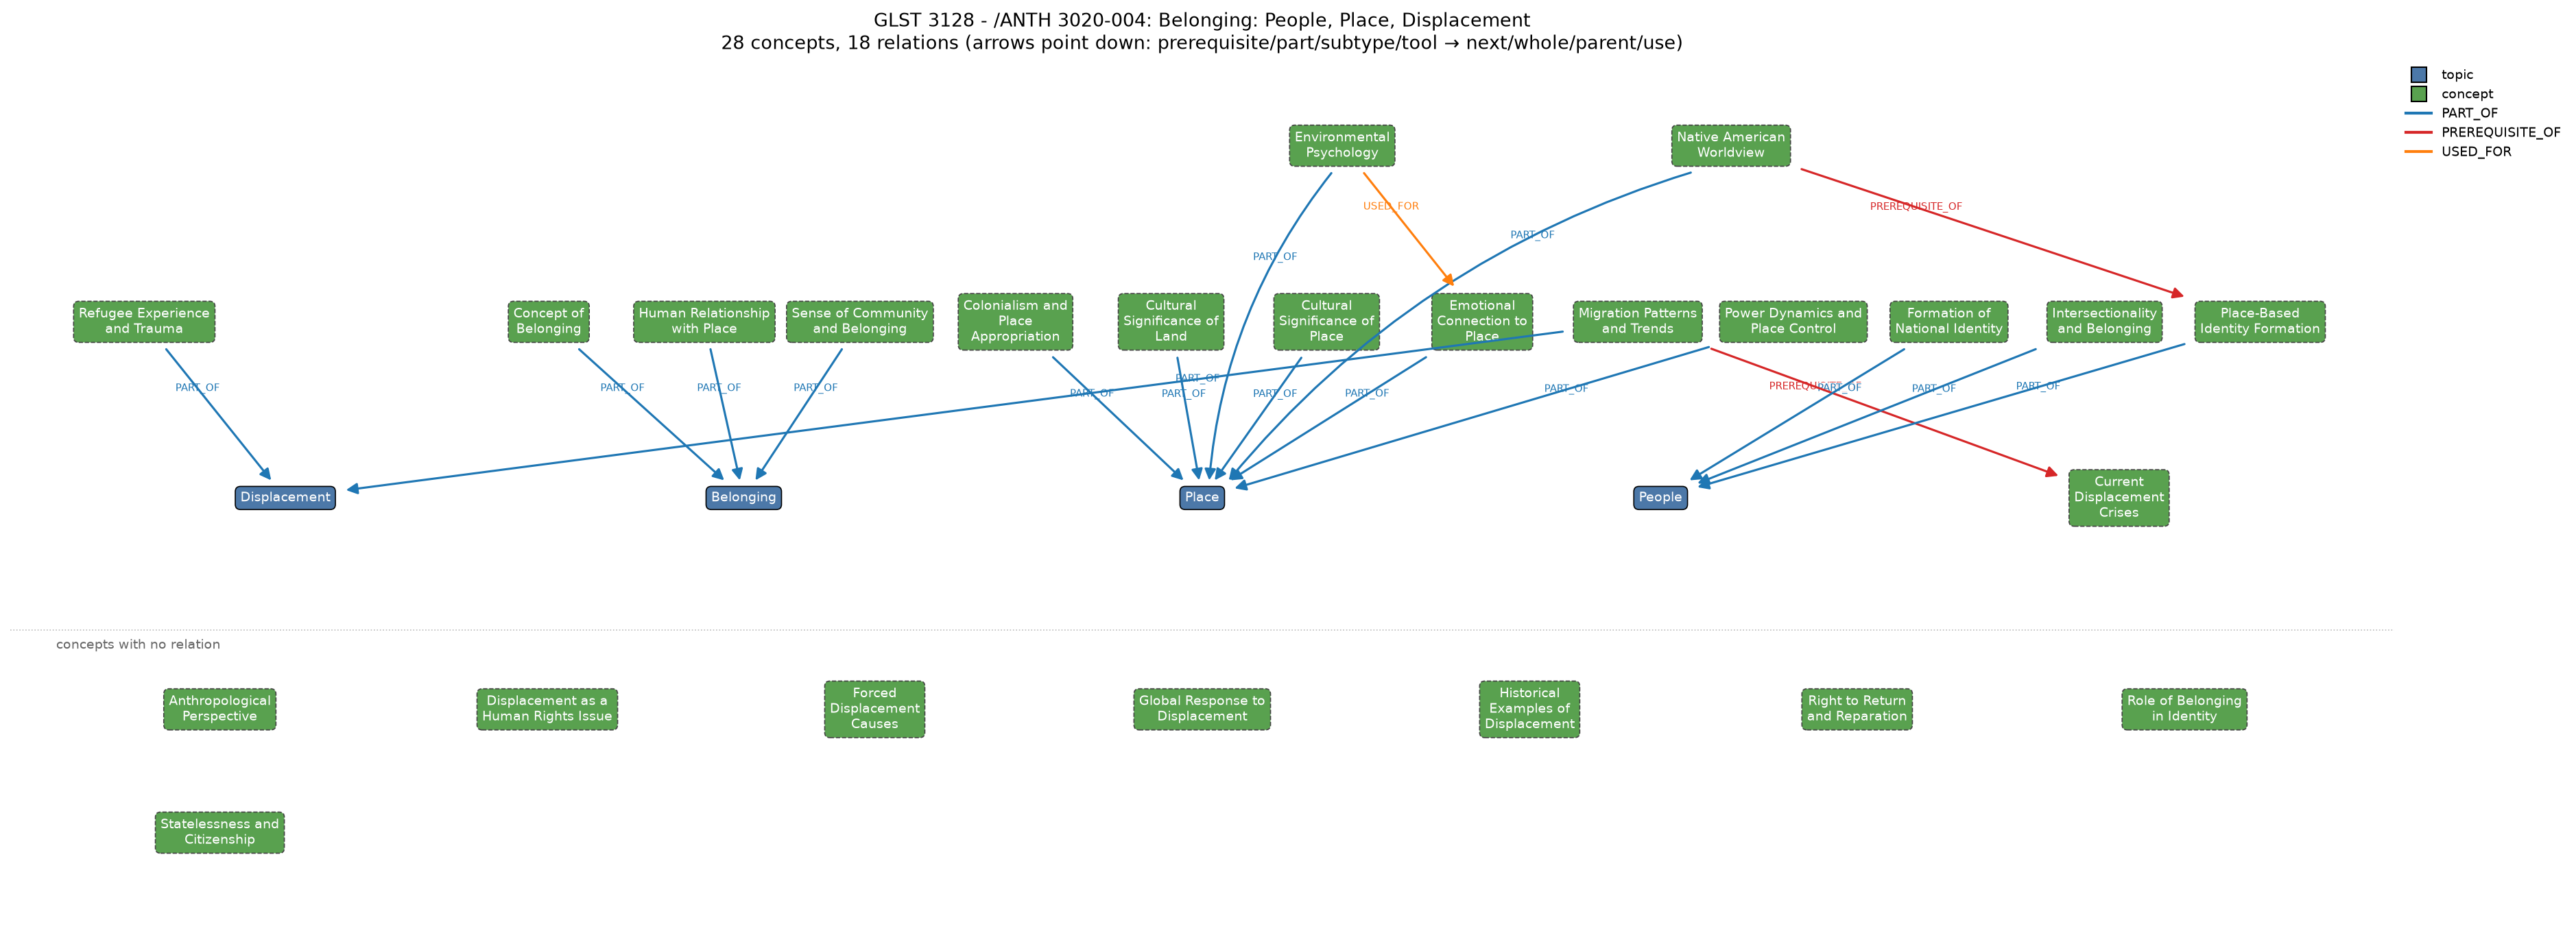 GLST 3128 - /ANTH 3020-004: Belonging: People, Place, Displacement
28 concepts, 18 relations (arrows point down: prerequisite/part/subtype/tool → next/whole/parent/use)
topic
concept
PART_OF
PREREQUISITE_OF
USED_FOR
Environmental
Psychology
Native American
Worldview
USED_FOR
PREREQUISITE_OF
PART_OF
PART_OF
Refugee Experience
and Trauma
Concept of
Belonging
Human Relationship
with Place
Sense of Community
and Belonging
Colonialism and
Place
Appropriation
Cultural
Significance of
Land
Cultural
Significance of
Place
Emotional
Connection to
Place
Migration Patterns
and Trends
Power Dynamics and
Place Control
Formation of
National Identity
Intersectionality
and Belonging
Place-Based
Identity Formation
PART_OF
PART_OF
PART_OF
PART_OF
PART_OF
PART_OF
PART_OF
PART_OF
PART_OF
PART_OF
PREREQUISITE_OF
PART_OF
PART_OF
PART_OF
Displacement
Belonging
Place
People
Current
Displacement
Crises
concepts with no relation
Anthropological
Perspective
Displacement as a
Human Rights Issue
Forced
Displacement
Causes
Global Response to
Displacement
Historical
Examples of
Displacement
Right to Return
and Reparation
Role of Belonging
in Identity
Statelessness and
Citizenship